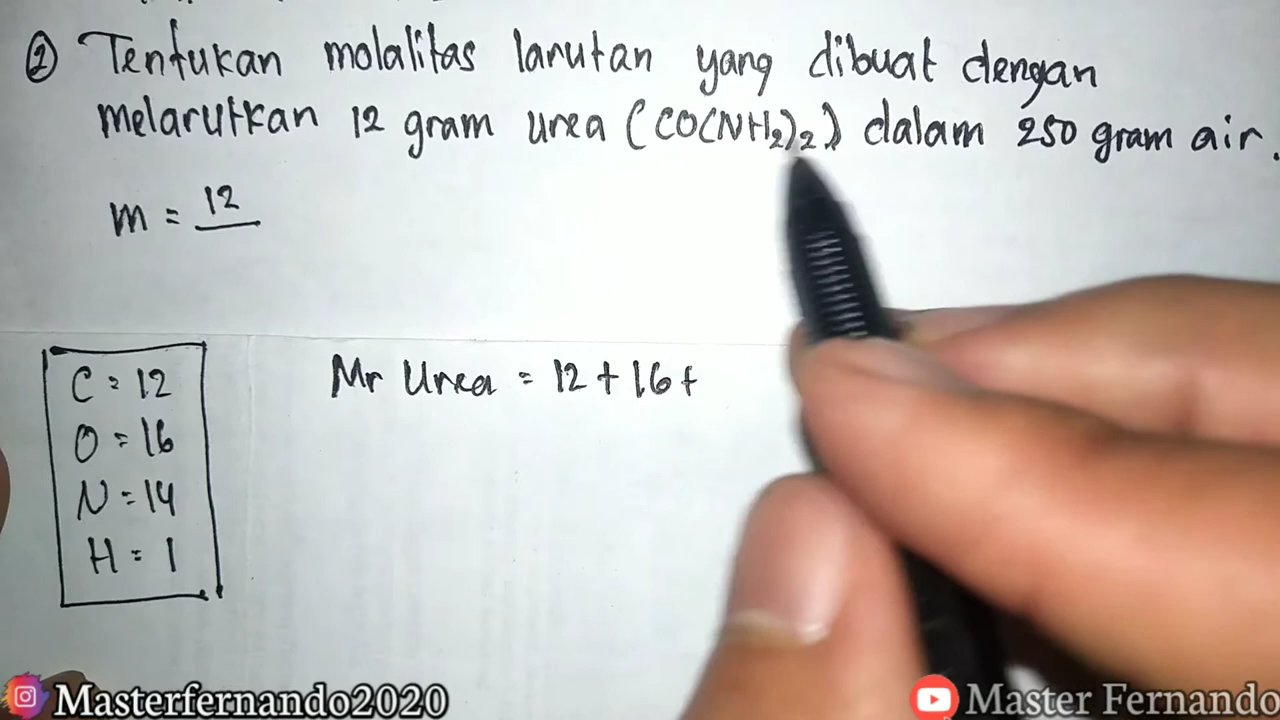 ② Tentukan molalitas larutan yang dibuat dengan
melarutkan 12 gram urea (CO(NH₂)₂) dalam 250 gram air.
m = 12
C = 12
O = 16
N = 14
H = 1
Mr Urea = 12 + 16 +
Masterfernando2020
Master Fernando